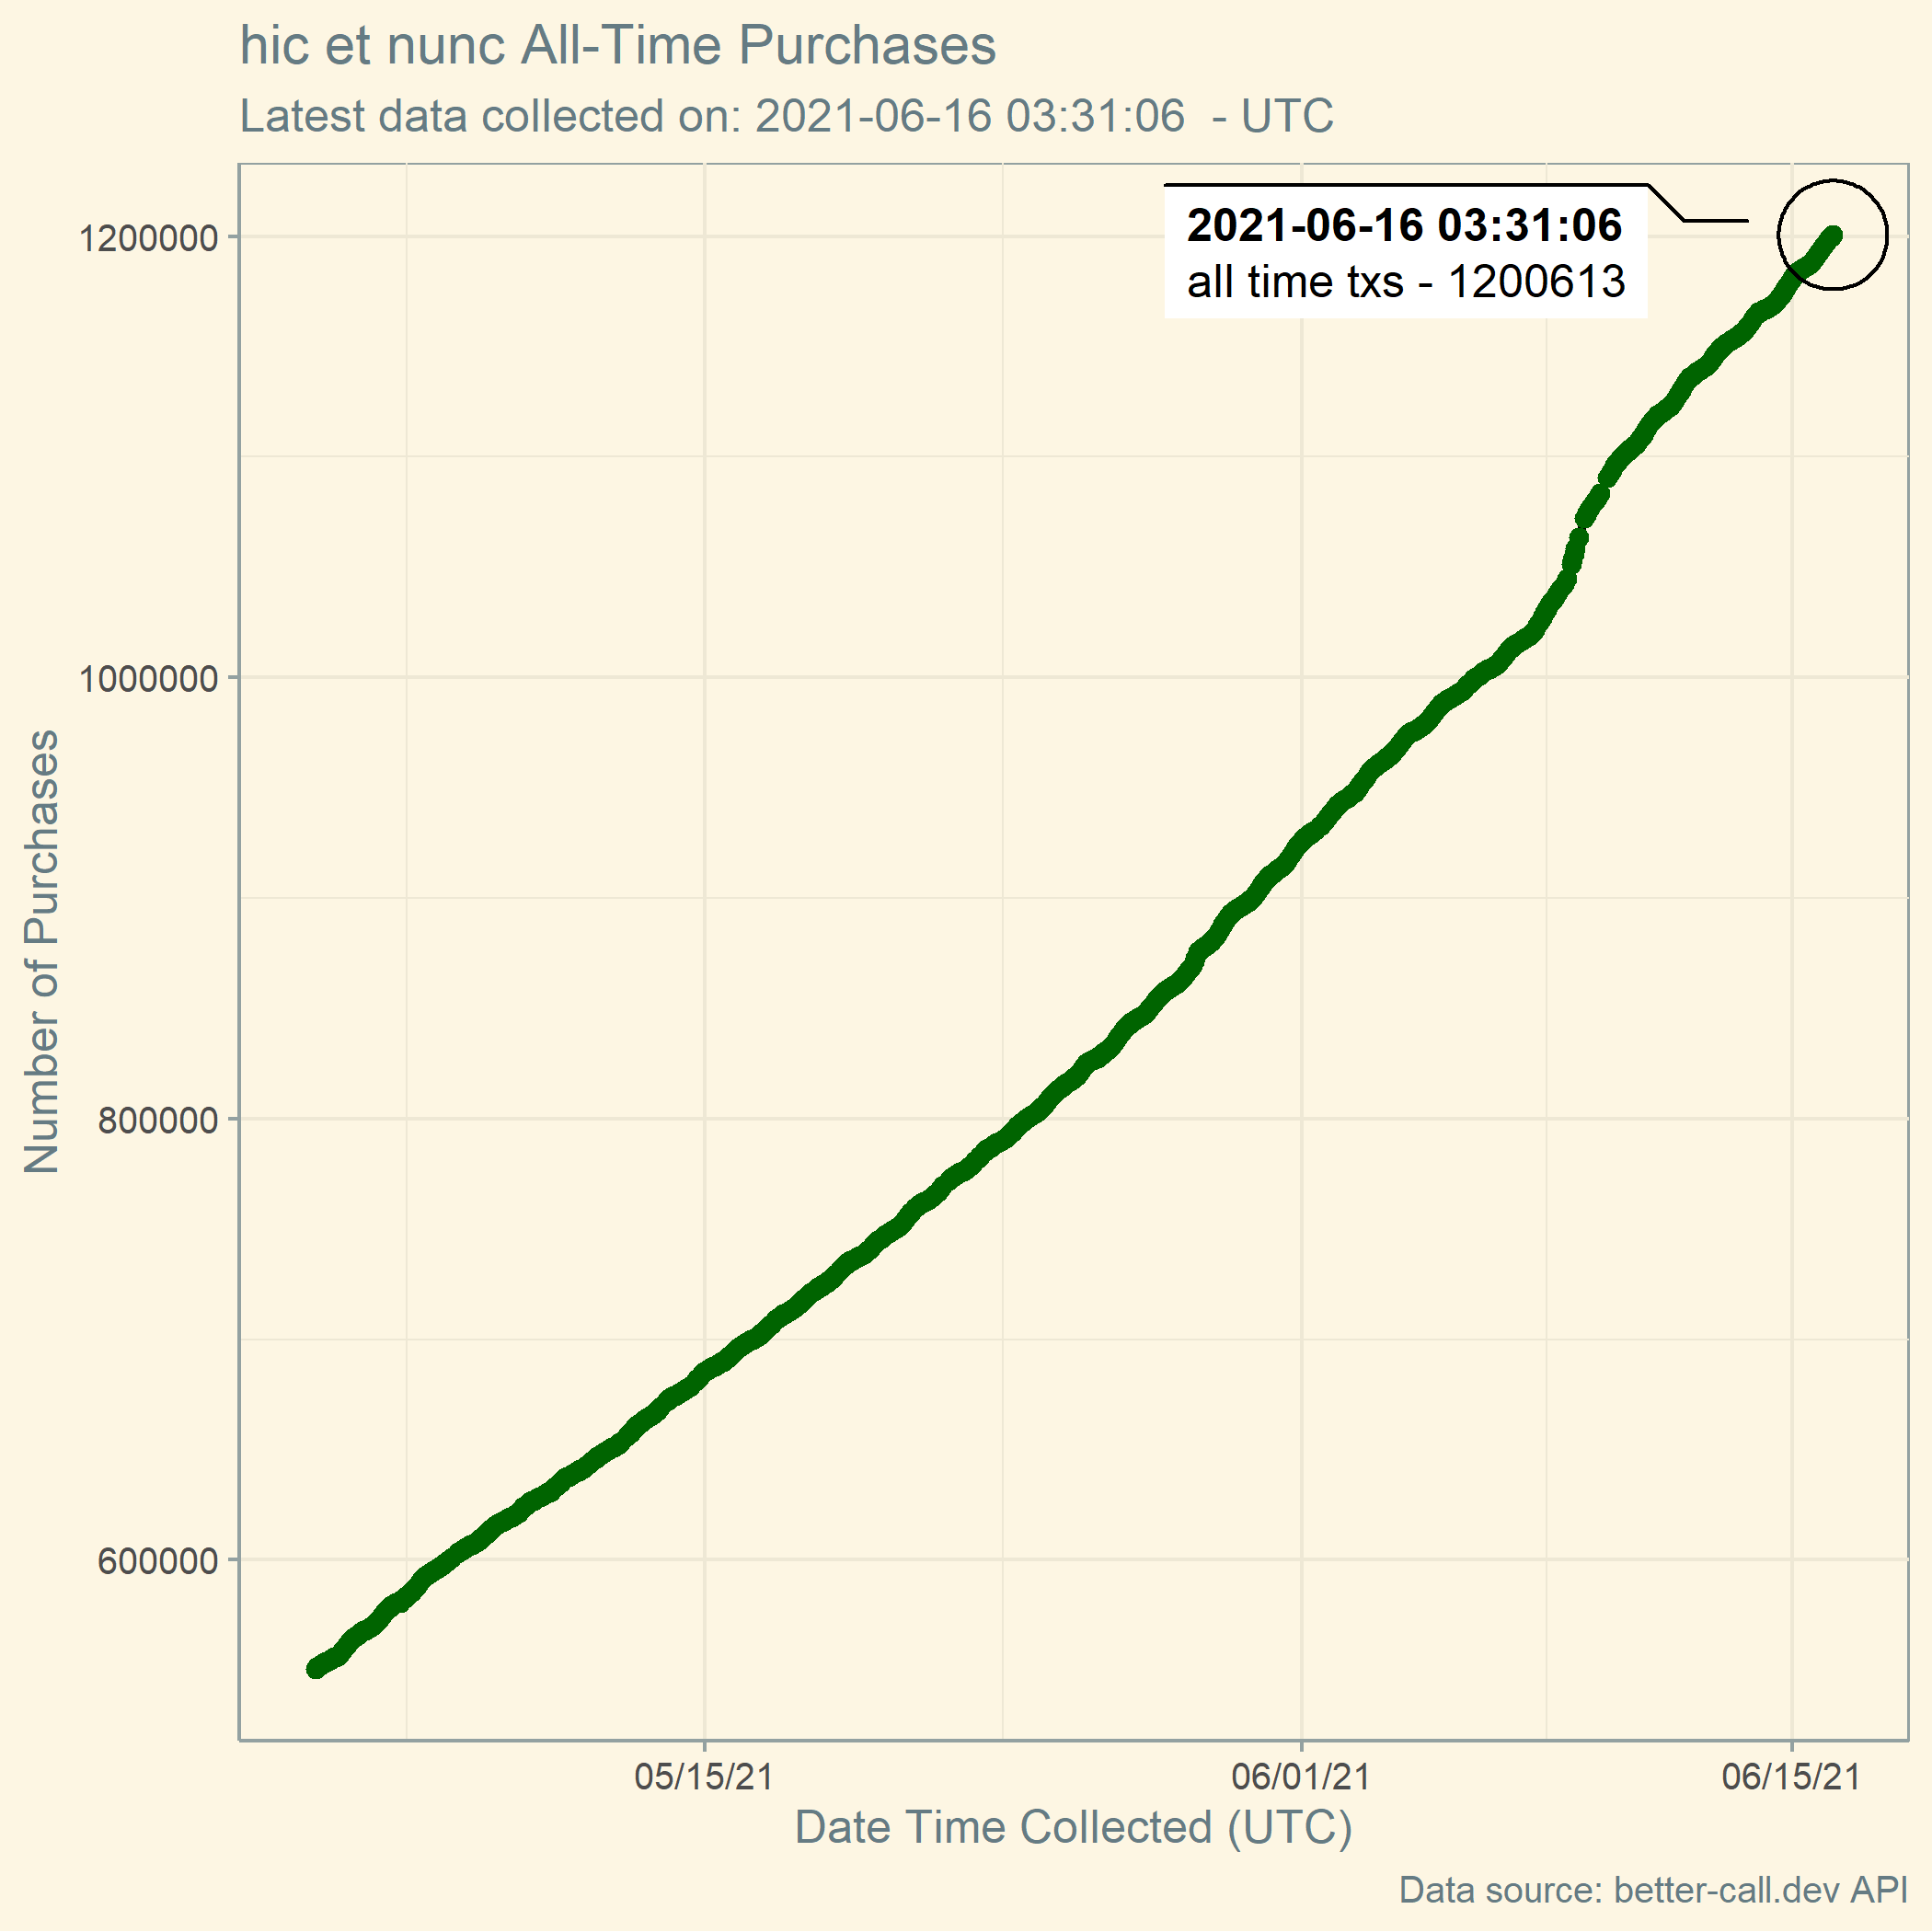 hic et nunc All-Time Purchases
Latest data collected on: 2021-06-16 03:31:06  - UTC
2021-06-16 03:31:06
all time txs - 1200613
1200000
1000000
800000
600000
Number of Purchases
05/15/21
06/01/21
06/15/21
Date Time Collected (UTC)
Data source: better-call.dev API